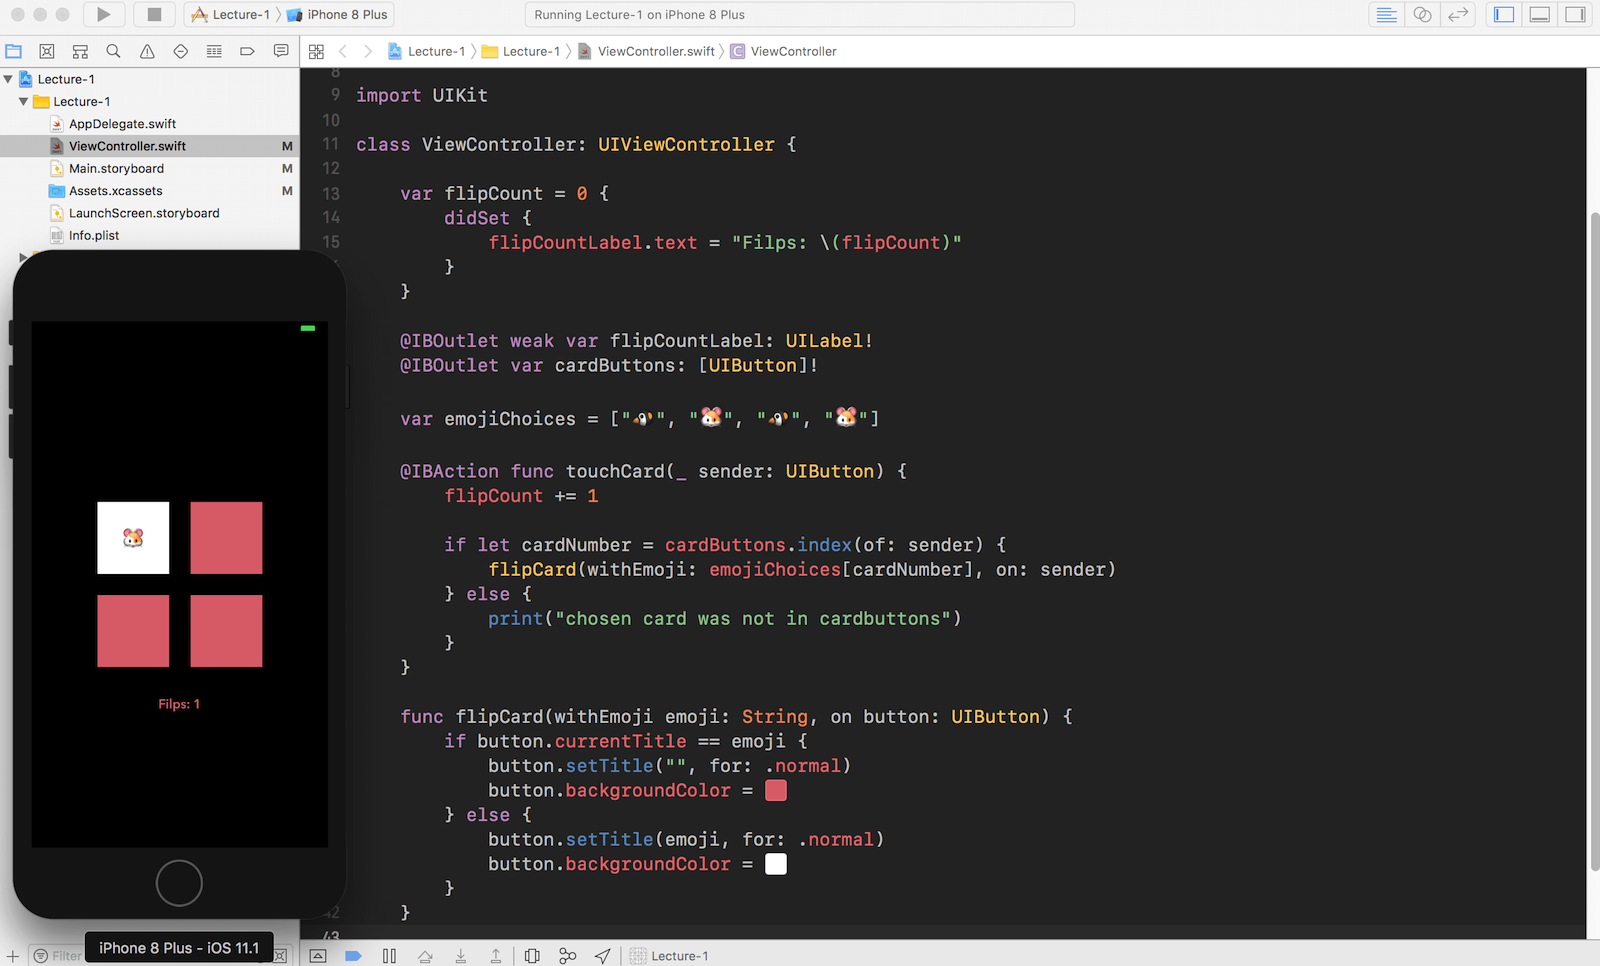 Lecture-1 〉 iPhone 8 Plus
Running Lecture-1 on iPhone 8 Plus
Lecture-1 〉 Lecture-1 〉 ViewController.swift 〉 C ViewController
Lecture-1
Lecture-1
AppDelegate.swift
ViewController.swift M
Main.storyboard M
Assets.xcassets M
LaunchScreen.storyboard
Info.plist
8
9 import UIKit
10
11 class ViewController: UIViewController {
12
13 var flipCount = 0 {
14 didSet {
15 flipCountLabel.text = "Filps: \(flipCount)"
}
}
@IBOutlet weak var flipCountLabel: UILabel!
@IBOutlet var cardButtons: [UIButton]!
var emojiChoices = ["🐠", "🐹", "🐠", "🐹"]
@IBAction func touchCard(_ sender: UIButton) {
flipCount += 1
if let cardNumber = cardButtons.index(of: sender) {
flipCard(withEmoji: emojiChoices[cardNumber], on: sender)
} else {
print("chosen card was not in cardbuttons")
}
}
func flipCard(withEmoji emoji: String, on button: UIButton) {
if button.currentTitle == emoji {
button.setTitle("", for: .normal)
button.backgroundColor =
} else {
button.setTitle(emoji, for: .normal)
button.backgroundColor =
}
42 }
43
Filps: 1
iPhone 8 Plus - iOS 11.1
Filter
Lecture-1